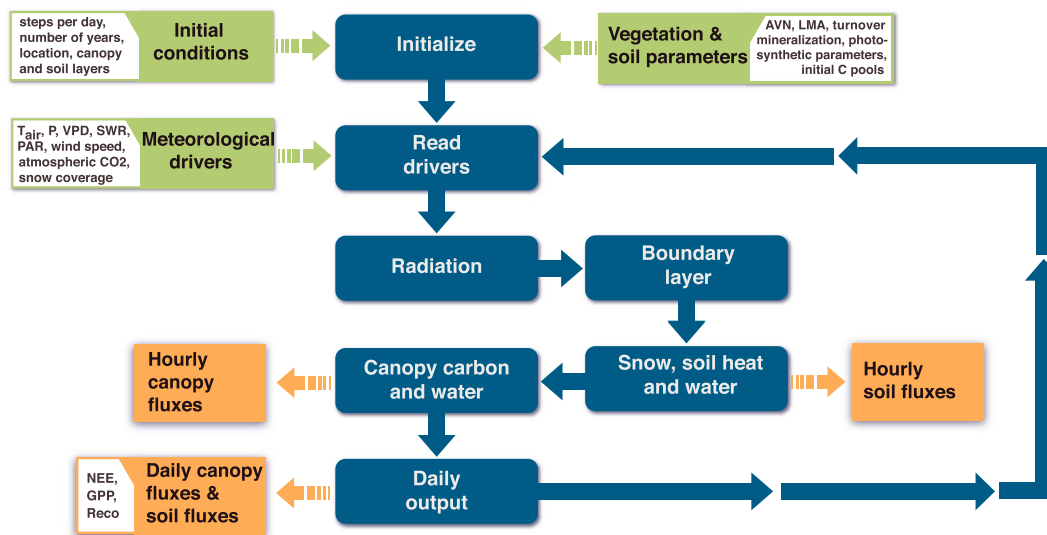 steps per day,
number of years,
location, canopy
and soil layers
Initial
conditions
Initialize
Vegetation &
soil parameters
AVN, LMA, turnover
mineralization, photo-
synthetic parameters,
initial C pools
Tair, P, VPD, SWR,
PAR, wind speed,
atmospheric CO2,
snow coverage
Meteorological
drivers
Read
drivers
Radiation
Boundary
layer
Hourly
canopy
fluxes
Canopy carbon
and water
Snow, soil heat
and water
Hourly
soil fluxes
NEE,
GPP,
Reco
Daily canopy
fluxes &
soil fluxes
Daily
output